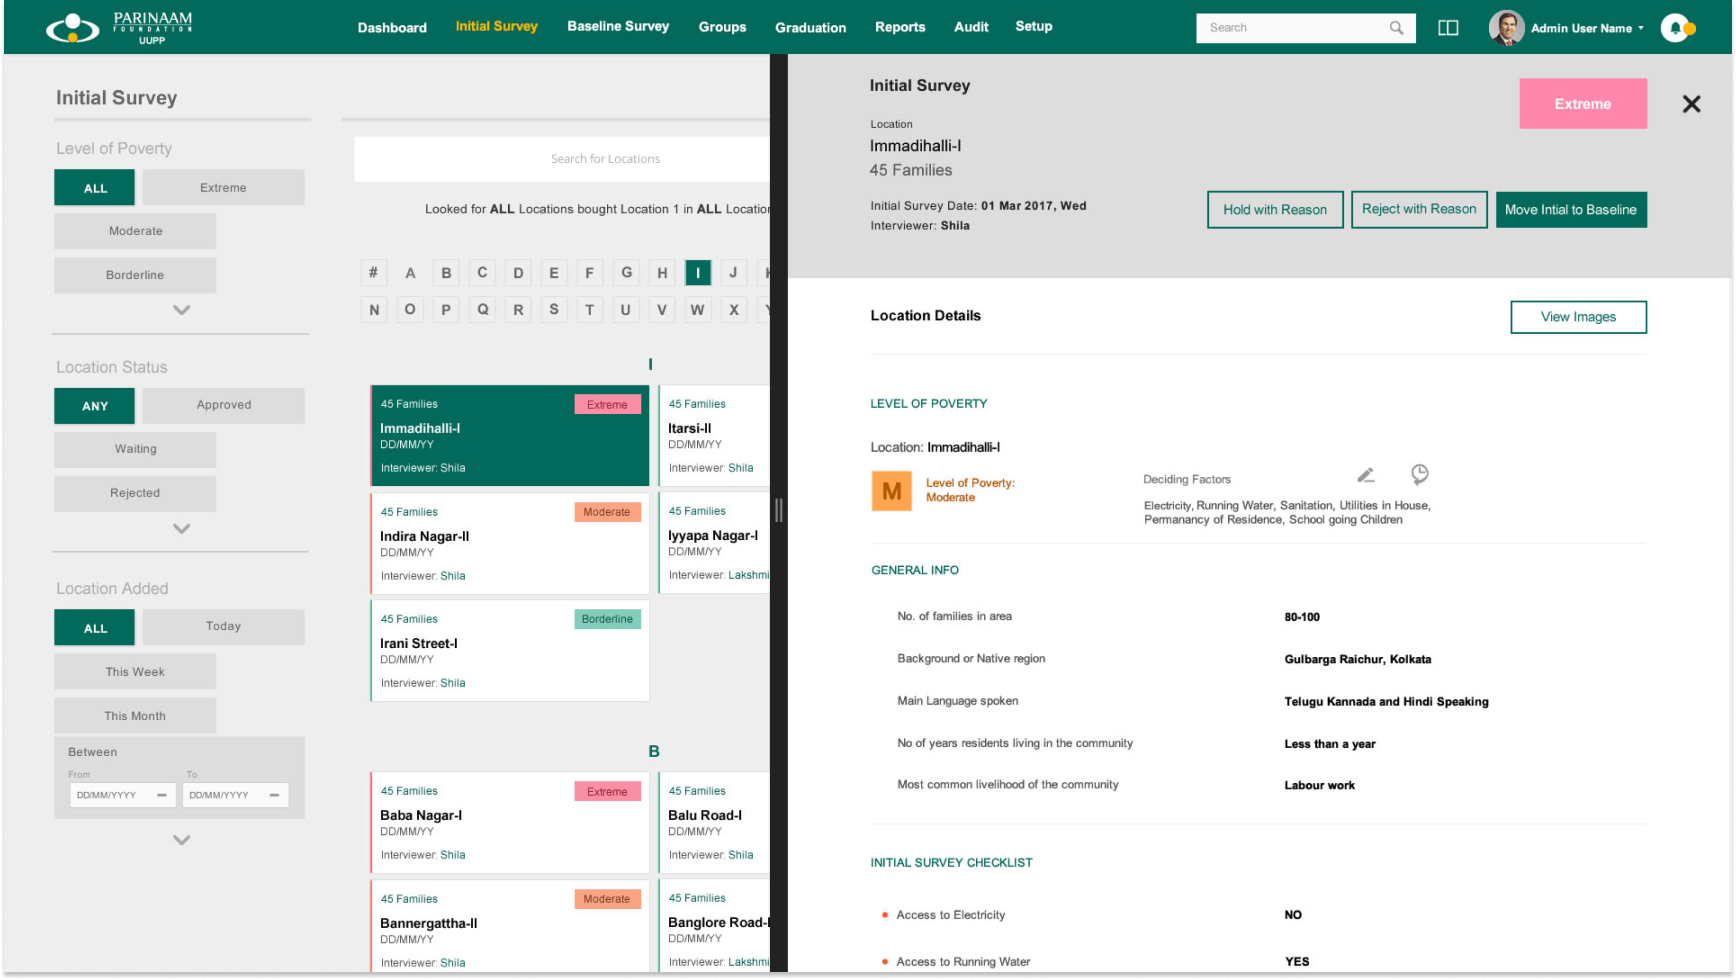 PARINAAM
FOUNDATION
UUPP
Dashboard
Initial Survey
Baseline Survey
Groups
Graduation
Reports
Audit
Setup
Search
Admin User Name
Initial Survey
Level of Poverty
ALL
Extreme
Moderate
Borderline
Location Status
ANY
Approved
Waiting
Rejected
Location Added
ALL
Today
This Week
This Month
Between
From
To
DD/MM/YYYY
DD/MM/YYYY
Search for Locations
Looked for ALL Locations bought Location 1 in ALL
# A B C D E F G H I J
N O P Q R S T U V W X
I
45 Families
Extreme
Immadihalli-I
DD/MM/YY
Interviewer: Shila
45 Families
Itarsi-II
DD/MM/YY
Interviewer: Shila
45 Families
Moderate
Indira Nagar-II
DD/MM/YY
Interviewer: Shila
45 Families
Iyyapa Nagar-I
DD/MM/YY
Interviewer: Lakshmi
45 Families
Borderline
Irani Street-I
DD/MM/YY
Interviewer: Shila
B
45 Families
Extreme
Baba Nagar-I
DD/MM/YY
Interviewer: Shila
45 Families
Balu Road-I
DD/MM/YY
Interviewer: Shila
45 Families
Moderate
Bannergattha-II
DD/MM/YY
Interviewer: Shila
45 Families
Banglore Road-I
DD/MM/YY
Interviewer: Lakshmi
Initial Survey
Extreme
Location
Immadihalli-I
45 Families
Initial Survey Date: 01 Mar 2017, Wed
Interviewer: Shila
Hold with Reason
Reject with Reason
Move Intial to Baseline
Location Details
View Images
LEVEL OF POVERTY
Location: Immadihalli-I
M
Level of Poverty:
Moderate
Deciding Factors
Electricity, Running Water, Sanitation, Utilities in House,
Permanancy of Residence, School going Children
GENERAL INFO
No. of families in area
80-100
Background or Native region
Gulbarga Raichur, Kolkata
Main Language spoken
Telugu Kannada and Hindi Speaking
No of years residents living in the community
Less than a year
Most common livelihood of the community
Labour work
INITIAL SURVEY CHECKLIST
Access to Electricity
NO
Access to Running Water
YES